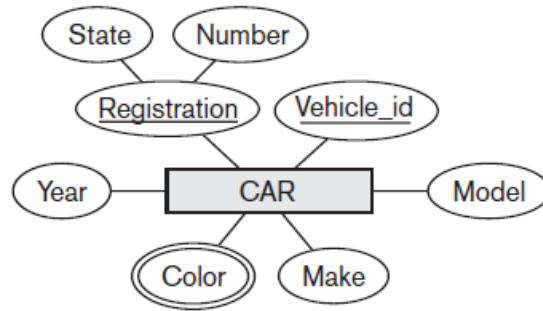 State
Number
Registration
Vehicle_id
Year
CAR
Model
Color
Make